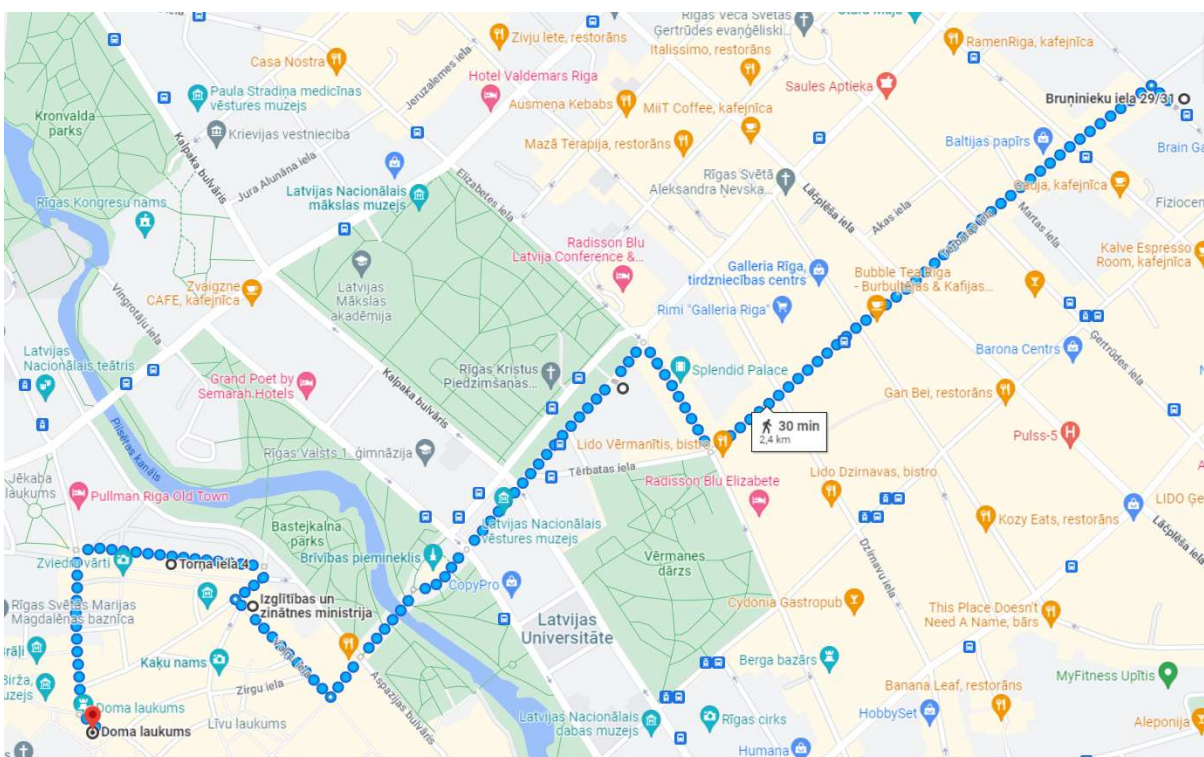 Rīgas Vecā Svētās
Ģertrūdes evaņģēliski...
Stara Māja
RamenRiga, kafejnīca
Zivju lete, restorāns
Italissimo, restorāns
Casa Nostra
Hotel Valdemars Riga
Jeruzalemes iela
Paula Stradiņa medicīnas
vēstures muzejs
Ausmeņa Kebabs
MiiT Coffee, kafejnīca
Saules Aptieka
Bruņinieku iela 29/31
Kronvalda
parks
Krievijas vēstniecība
Kalpaka bulvāris
Mazā Terapija, restorāns
Baltijas papīrs
Brain Ga
Jura Alunāna iela
Elizabetes iela
Rīgas Svētā
Aleksandra Ņevska...
Latvijas Nacionālais
mākslas muzejs
Lāčplēša iela
Gauja, kafejnīca
Rīgas Kongresu nams
Akas iela
Martas iela
Fiziocen
Radisson Blu
Latvija Conference &...
Galleria Rīga,
tirdzniecības centrs
Kalve Espresso
Room, kafejnīca
Zvaigzne
CAFE, kafejnīca
Latvijas
Mākslas
akadēmija
Bubble Tea Riga
- Burbuļtējas & Kafijas...
Vingrotāju iela
Rimi "Galleria Riga"
Ģertrūdes iela
Latvijas
Nacionālais teātris
Rīgas Kristus
Piedzimšanas...
Splendid Palace
Barona Centrs
Grand Poet by
Semarah Hotels
Kalpaka bulvāris
Gan Bei, restorāns
Pilsētas kanāls
30 min
2,4 km
Pulss-5
Rīgas Valsts 1. ģimnāzija
Lido Vērmanītis, bistro
Tērbatas iela
Lido Dzirnavas, bistro
Jēkaba
laukums
Pullman Riga Old Town
Radisson Blu Elizabete
LIDO Ģe
Bastejkalna
parks
Latvijas Nacionālais
vēstures muzejs
Kozy Eats, restorāns
Lāčplēša
Zviedru vārti
Torņa iela 4
Brīvības piemineklis
Vērmanes
dārzs
Dzirnavu iela
CopyPro
Izglītības un
zinātnes ministrija
Rīgas Svētās Marijas
Magdalēnas baznīca
Cydonia Gastropub
This Place Doesn't
Need A Name, bārs
Latvijas
Universitāte
Kaķu nams
Berga bazārs
Zirgu iela
Aspazijas bulvāris
MyFitness Upītis
Banana Leaf, restorāns
Doma laukums
Līvu laukums
Doma laukums
Latvijas Nacionālais
dabas muzejs
Rīgas cirks
HobbySet
Aleponija
Humana